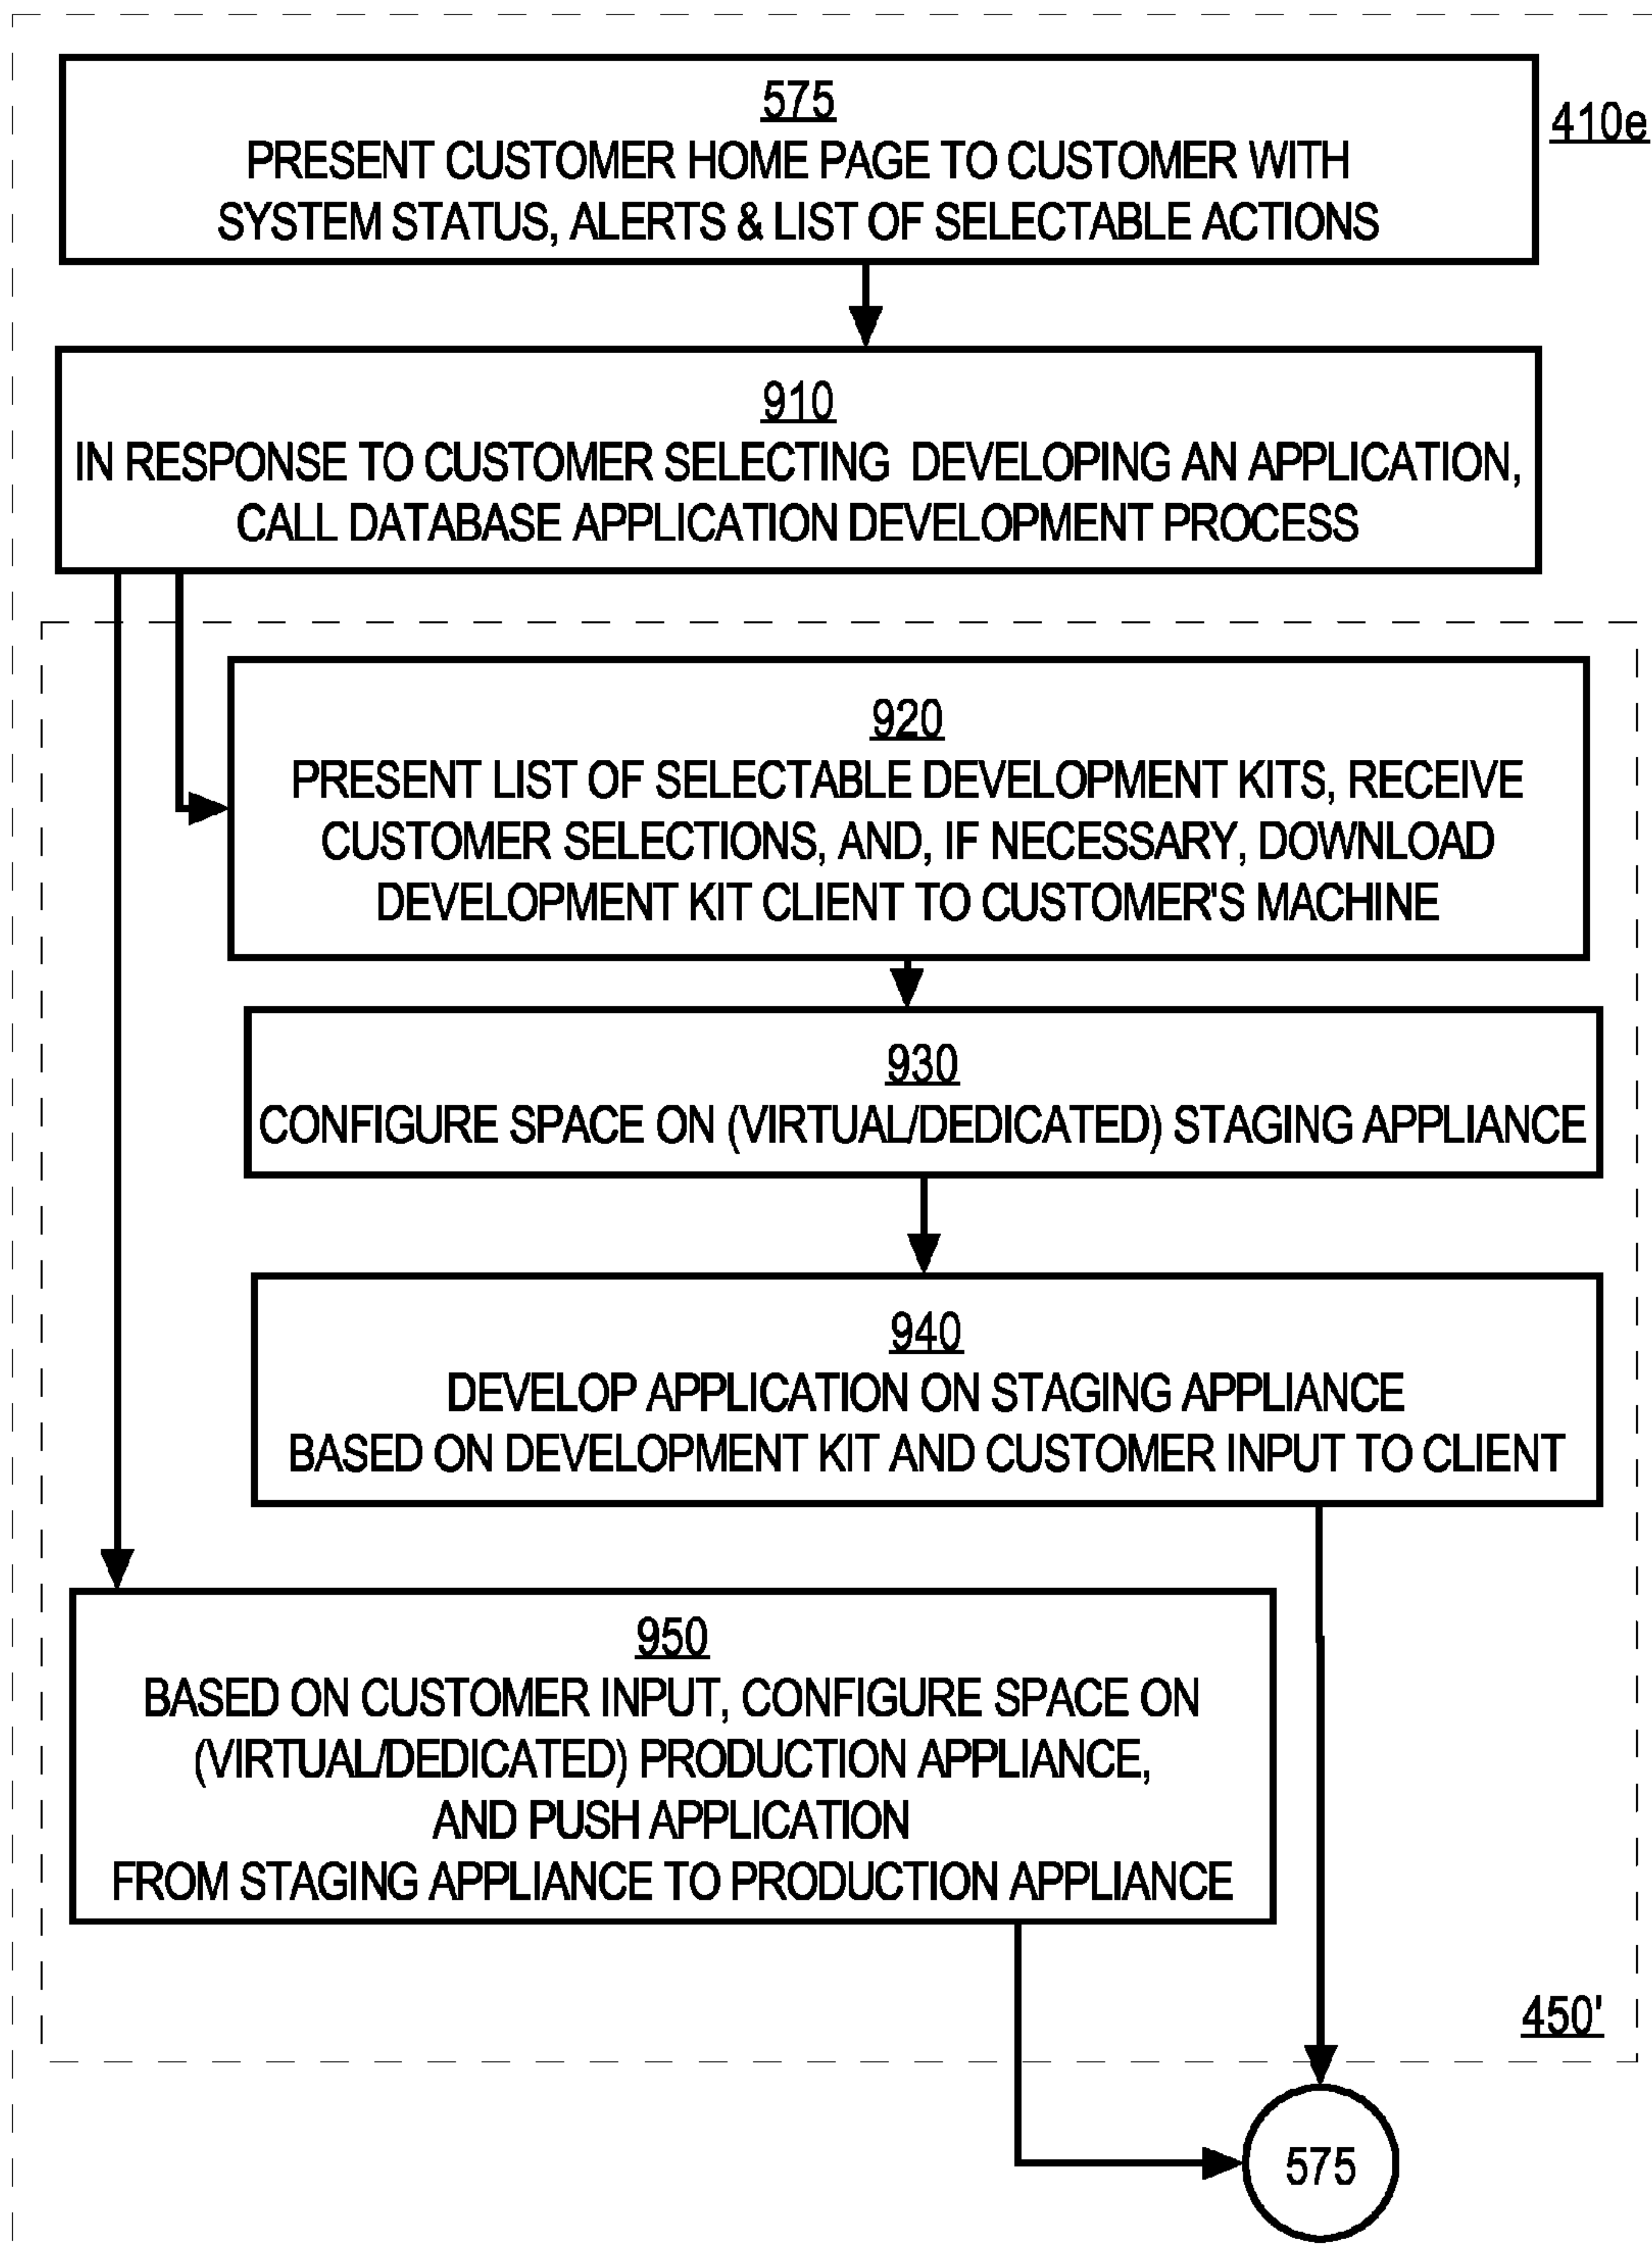 575
PRESENT CUSTOMER HOME PAGE TO CUSTOMER WITH
SYSTEM STATUS, ALERTS & LIST OF SELECTABLE ACTIONS
410e
910
IN RESPONSE TO CUSTOMER SELECTING DEVELOPING AN APPLICATION,
CALL DATABASE APPLICATION DEVELOPMENT PROCESS
920
PRESENT LIST OF SELECTABLE DEVELOPMENT KITS, RECEIVE
CUSTOMER SELECTIONS, AND, IF NECESSARY, DOWNLOAD
DEVELOPMENT KIT CLIENT TO CUSTOMER'S MACHINE
930
CONFIGURE SPACE ON (VIRTUAL/DEDICATED) STAGING APPLIANCE
940
DEVELOP APPLICATION ON STAGING APPLIANCE
BASED ON DEVELOPMENT KIT AND CUSTOMER INPUT TO CLIENT
950
BASED ON CUSTOMER INPUT, CONFIGURE SPACE ON
(VIRTUAL/DEDICATED) PRODUCTION APPLIANCE,
AND PUSH APPLICATION
FROM STAGING APPLIANCE TO PRODUCTION APPLIANCE
450'
575